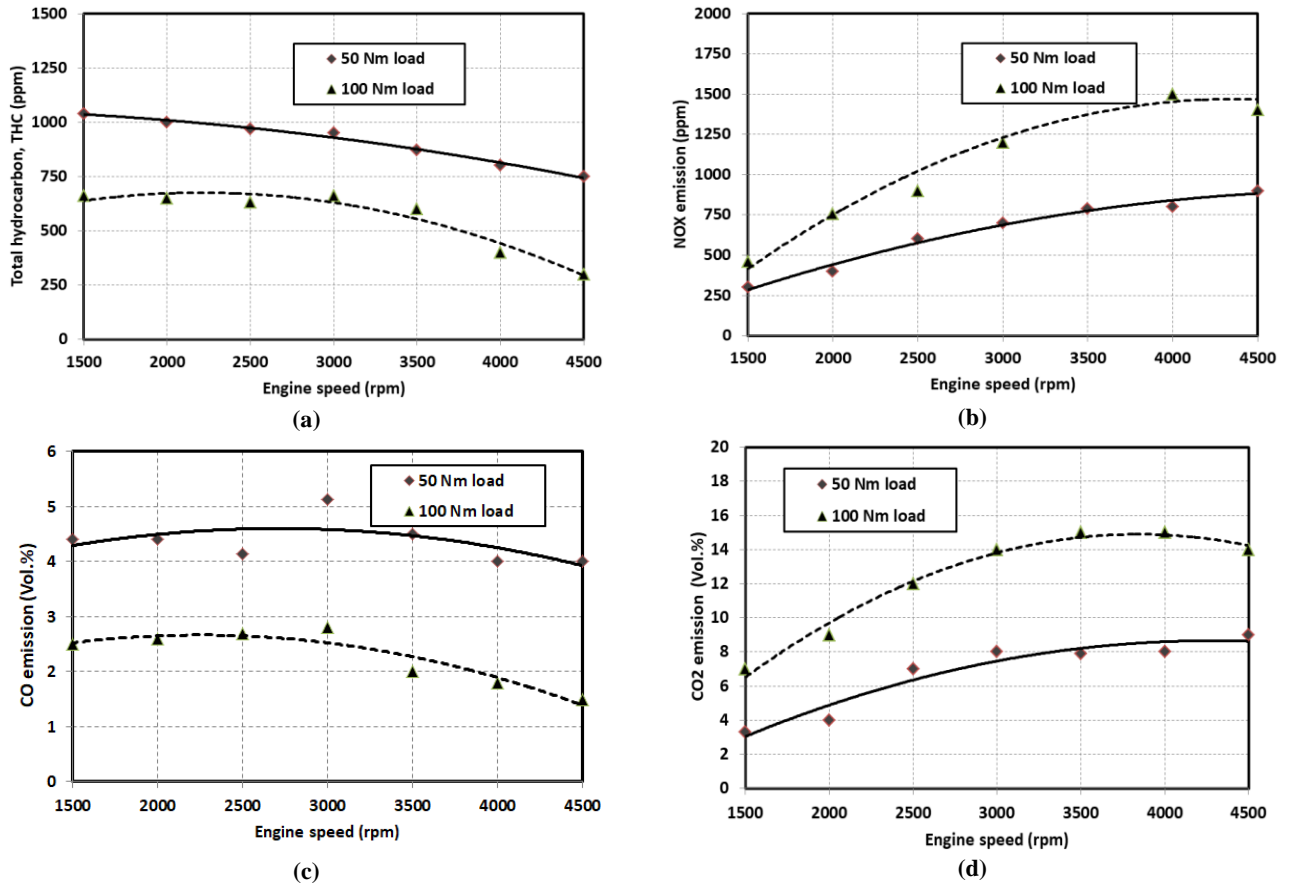 Total hydrocarbon, THC (ppm)
1500
1250
1000
750
500
250
0
50 Nm load
100 Nm load
1500 2000 2500 3000 3500 4000 4500
Engine speed (rpm)
(a)
NOX emission (ppm)
2000
1750
1500
1250
1000
750
500
250
0
50 Nm load
100 Nm load
1500 2000 2500 3000 3500 4000 4500
Engine speed (rpm)
(b)
CO emission (Vol.%)
6
5
4
3
2
1
0
50 Nm load
100 Nm load
1500 2000 2500 3000 3500 4000 4500
Engine speed (rpm)
(c)
CO2 emission (Vol.%)
20
18
16
14
12
10
8
6
4
2
0
50 Nm load
100 Nm load
1500 2000 2500 3000 3500 4000 4500
Engine speed (rpm)
(d)